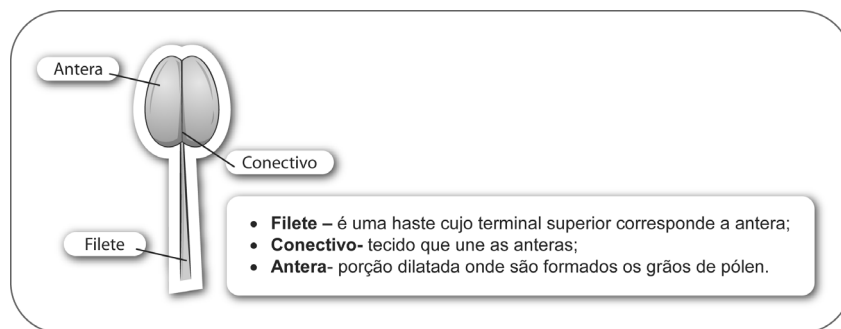 Antera
Conectivo
Filete
• Filete – é uma haste cujo terminal superior corresponde a antera;
• Conectivo- tecido que une as anteras;
• Antera- porção dilatada onde são formados os grãos de pólen.